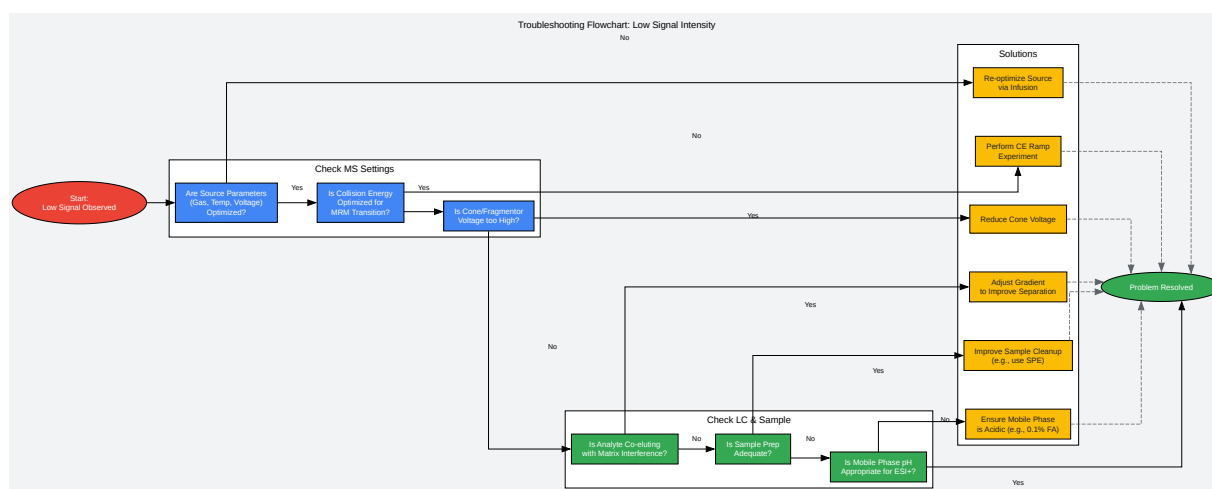 Troubleshooting Flowchart: Low Signal Intensity
No
Solutions
Re-optimize Source
via Infusion
No
Perform CE Ramp
Experiment
Check MS Settings
Start:
Low Signal Observed
Are Source Parameters
(Gas, Temp, Voltage)
Optimized?
Yes
Is Collision Energy
Optimized for
MRM Transition?
Yes
Is Cone/Fragmentor
Voltage too High?
Yes
Reduce Cone Voltage
Adjust Gradient
to Improve Separation
Problem Resolved
Yes
No
Improve Sample Cleanup
(e.g., use SPE)
Yes
Check LC & Sample
No
Ensure Mobile Phase
is Acidic (e.g., 0.1% FA)
Is Analyte Co-eluting
with Matrix Interference?
No
Is Sample Prep
Adequate?
No
Is Mobile Phase pH
Appropriate for ESI+?
Yes